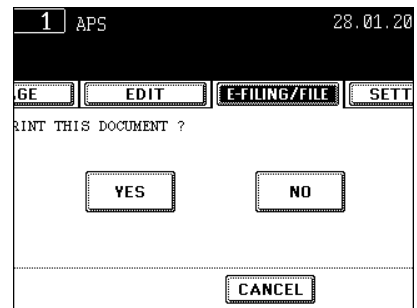 1 APS 28.01.20
.GE EDIT E-FILING/FILE SETT
RINT THIS DOCUMENT ?
YES NO
CANCEL